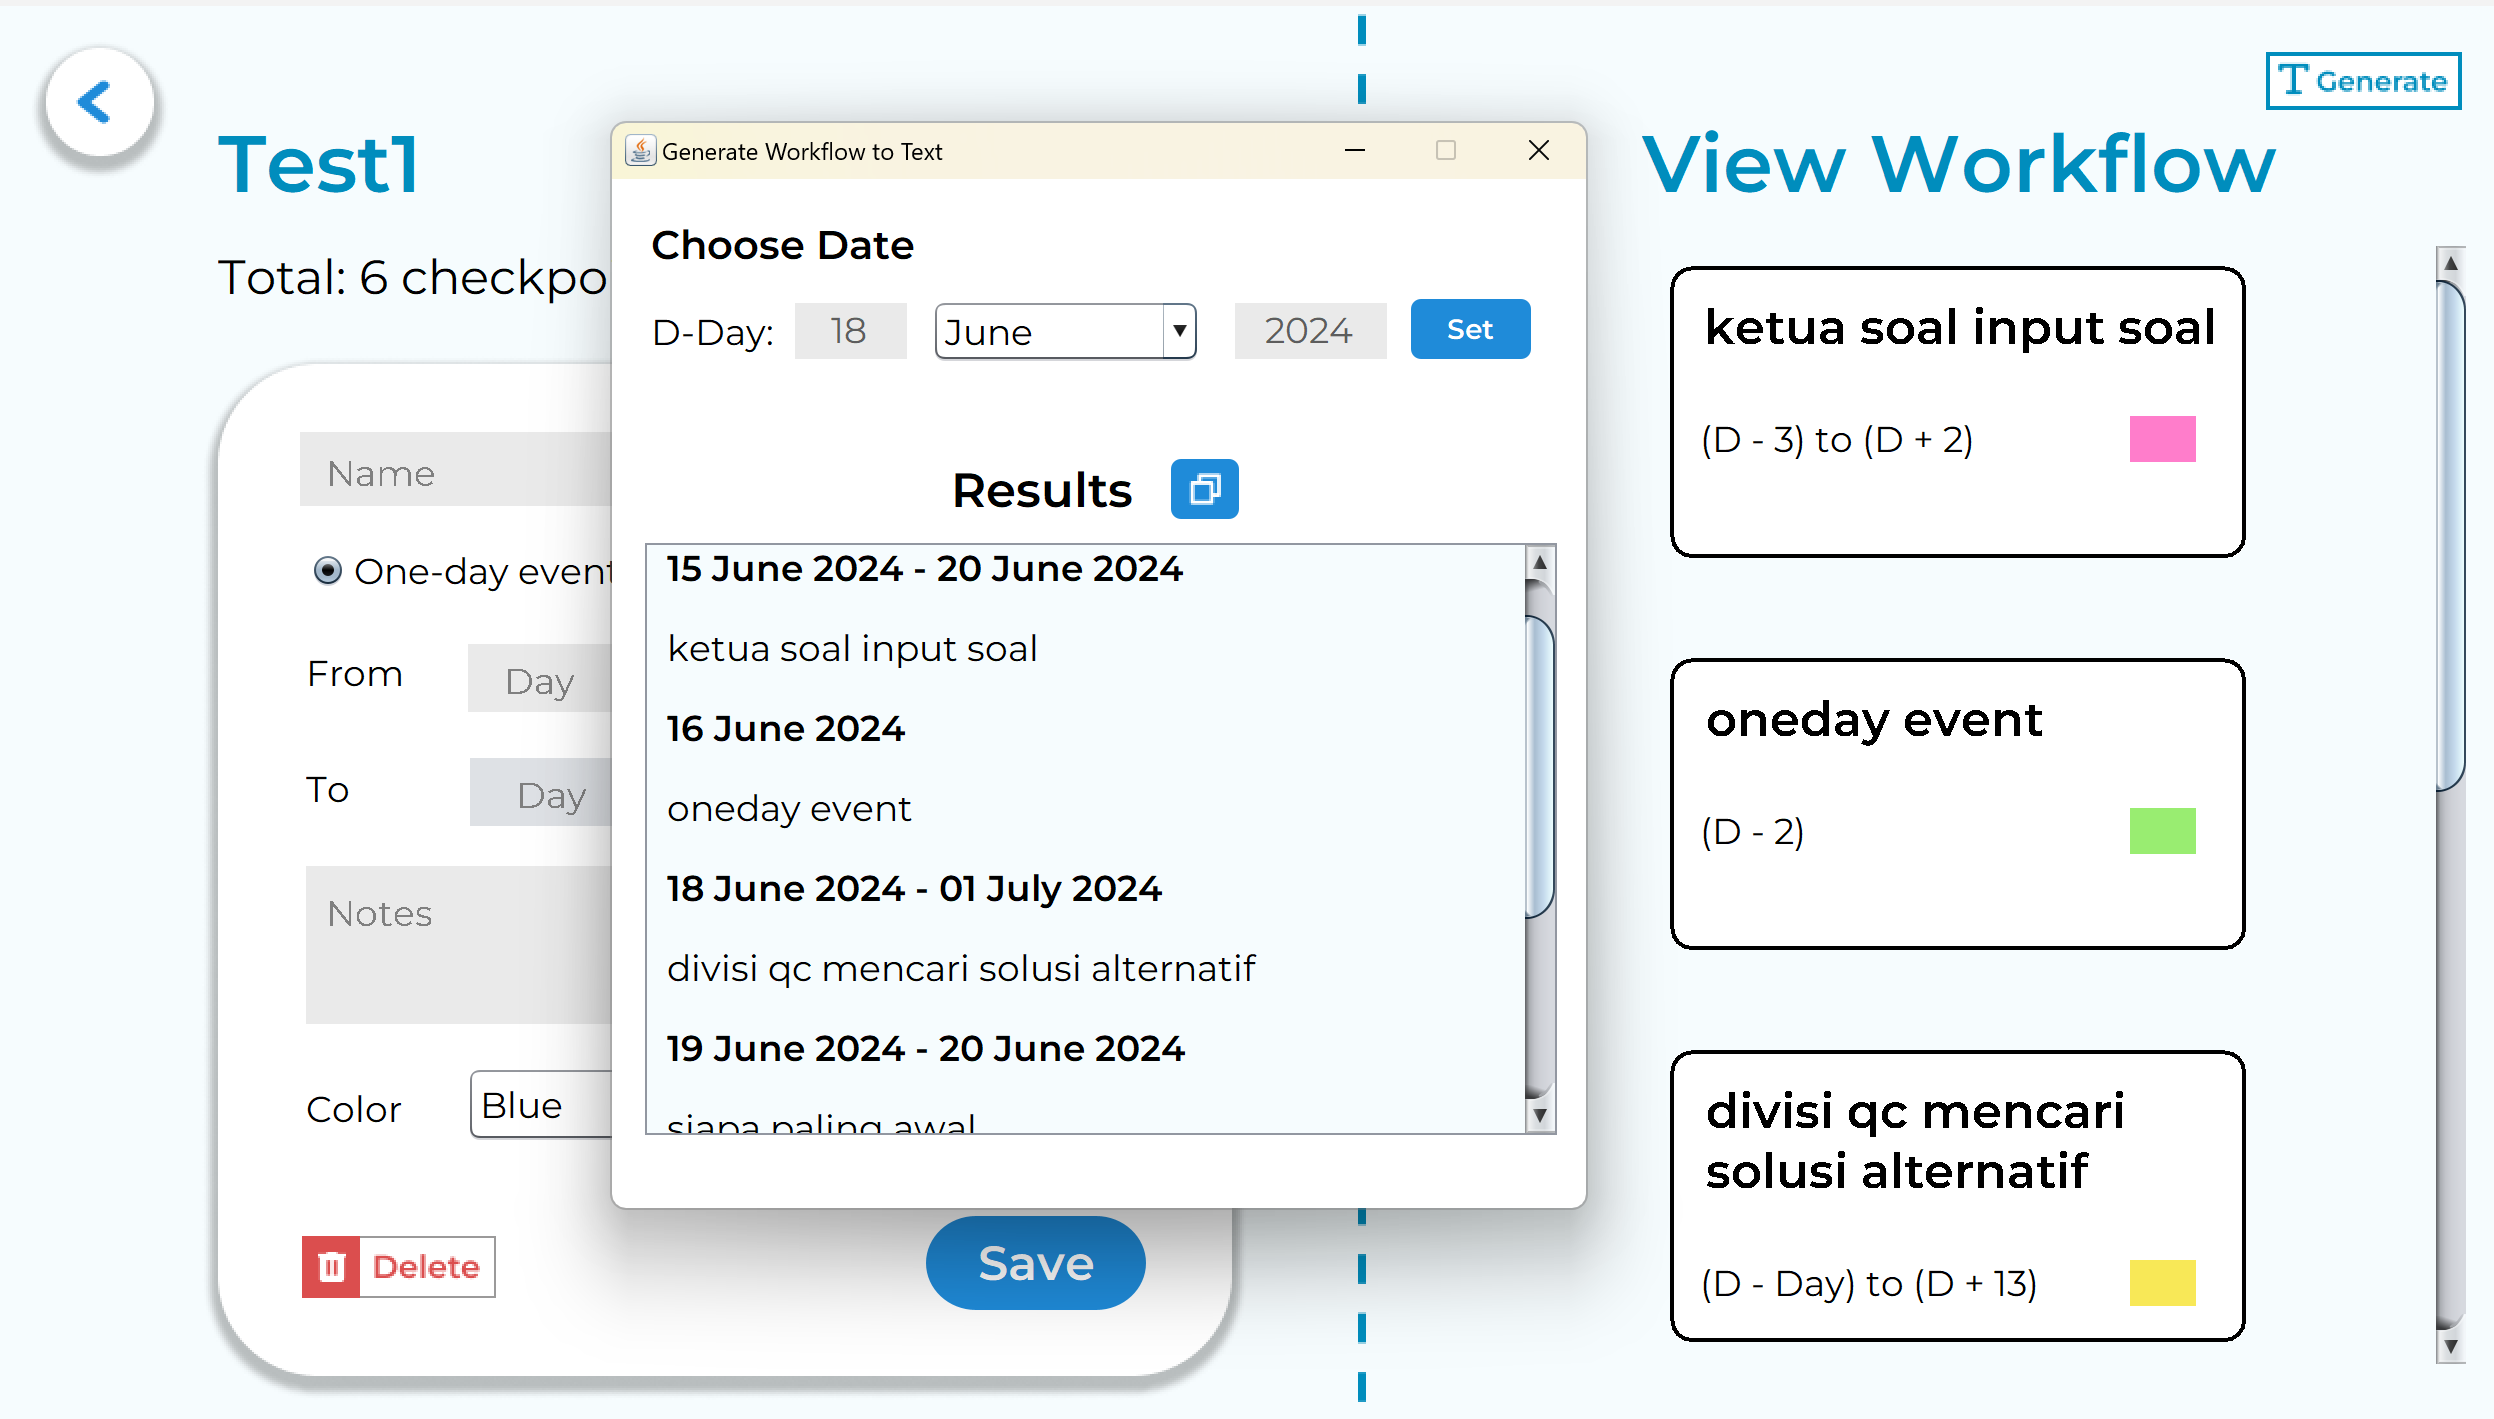 Generate
Test1
Total: 6 checkpo
Name
One-day event
From
Day
To
Day
Notes
Color
Blue
Delete
Save
Generate Workflow to Text
Choose Date
D-Day:
18
June
2024
Set
Results
15 June 2024 - 20 June 2024
ketua soal input soal
16 June 2024
oneday event
18 June 2024 - 01 July 2024
divisi qc mencari solusi alternatif
19 June 2024 - 20 June 2024
siapa paling awal
View Workflow
ketua soal input soal
(D - 3) to (D + 2)
oneday event
(D - 2)
divisi qc mencari
solusi alternatif
(D - Day) to (D + 13)